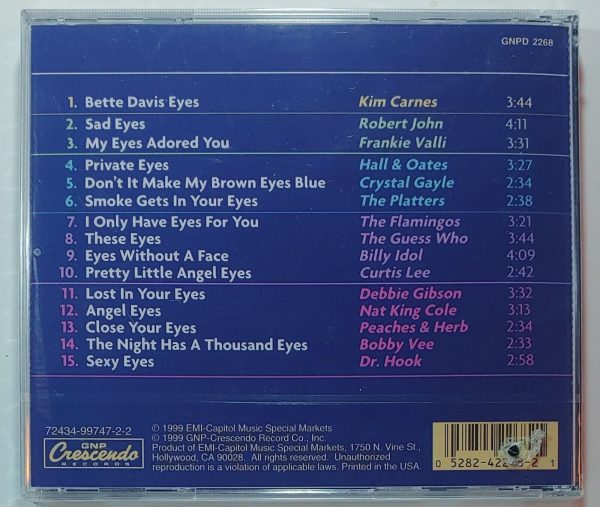 GNPD 2268
1. Bette Davis Eyes Kim Carnes 3:44
2. Sad Eyes Robert John 4:11
3. My Eyes Adored You Frankie Valli 3:31
4. Private Eyes Hall & Oates 3:27
5. Don't It Make My Brown Eyes Blue Crystal Gayle 2:34
6. Smoke Gets In Your Eyes The Platters 2:38
7. I Only Have Eyes For You The Flamingos 3:21
8. These Eyes The Guess Who 3:44
9. Eyes Without A Face Billy Idol 4:09
10. Pretty Little Angel Eyes Curtis Lee 2:42
11. Lost In Your Eyes Debbie Gibson 3:32
12. Angel Eyes Nat King Cole 3:13
13. Close Your Eyes Peaches & Herb 2:34
14. The Night Has A Thousand Eyes Bobby Vee 2:33
15. Sexy Eyes Dr. Hook 2:58
72434-99747-2-2
GNP
Crescendo
RECORDS
℗ 1999 EMI-Capitol Music Special Markets
© 1999 GNP-Crescendo Record Co., Inc.
Product of EMI-Capitol Music Special Markets, 1750 N. Vine St.,
Hollywood, CA 90028. All rights reserved. Unauthorized
reproduction is a violation of applicable laws. Printed in the USA.
0 5282-42 -2 1